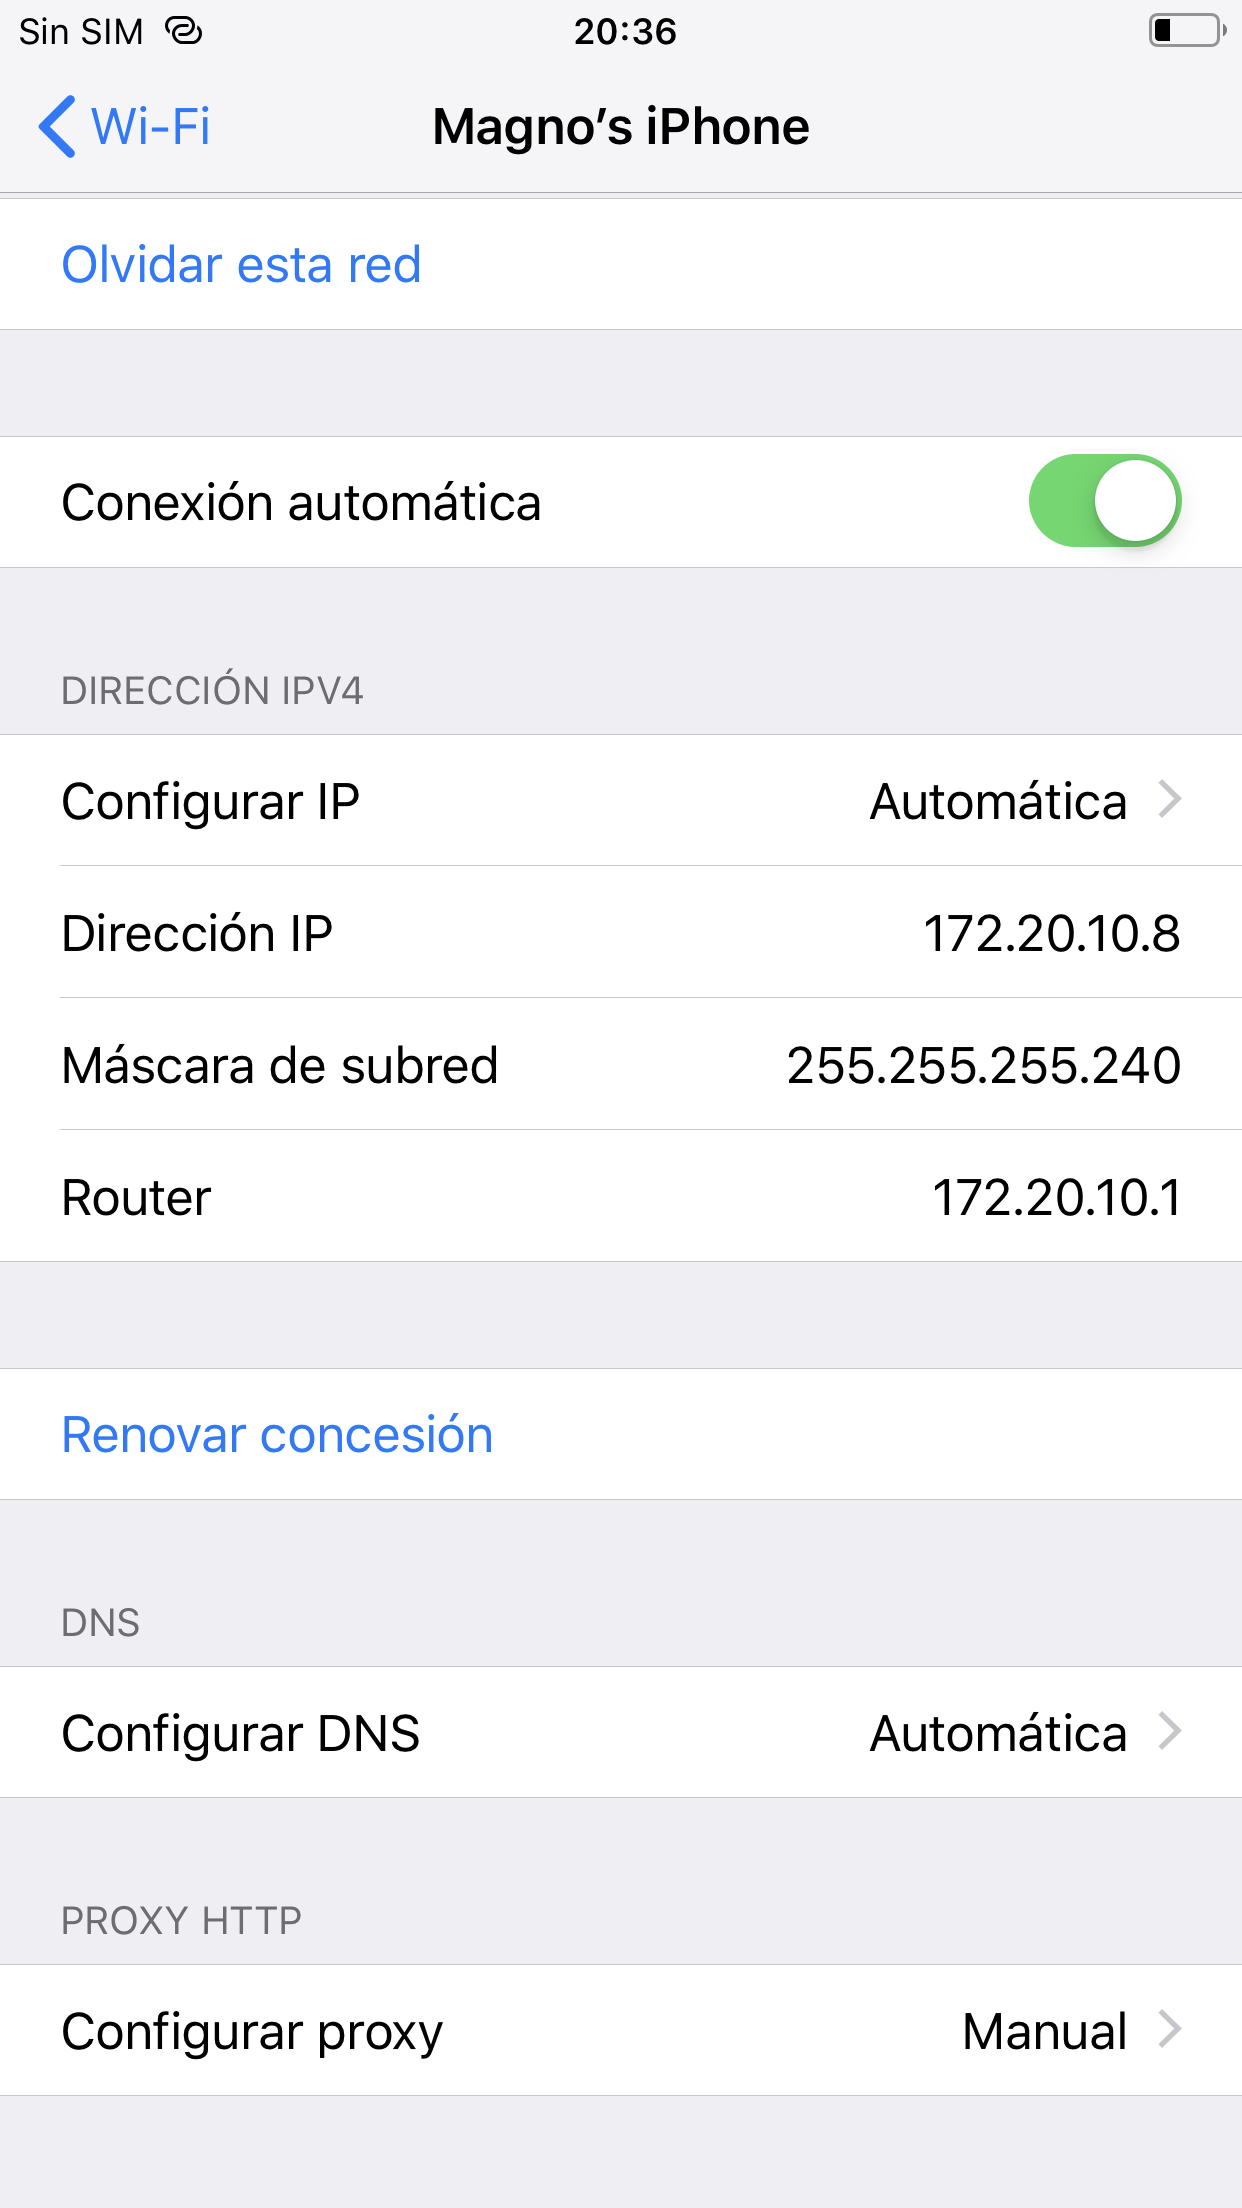 Sin SIM 20:36
Wi-Fi Magno’s iPhone
Olvidar esta red
Conexión automática
DIRECCIÓN IPV4
Configurar IP Automática
Dirección IP 172.20.10.8
Máscara de subred 255.255.255.240
Router 172.20.10.1
Renovar concesión
DNS
Configurar DNS Automática
PROXY HTTP
Configurar proxy Manual